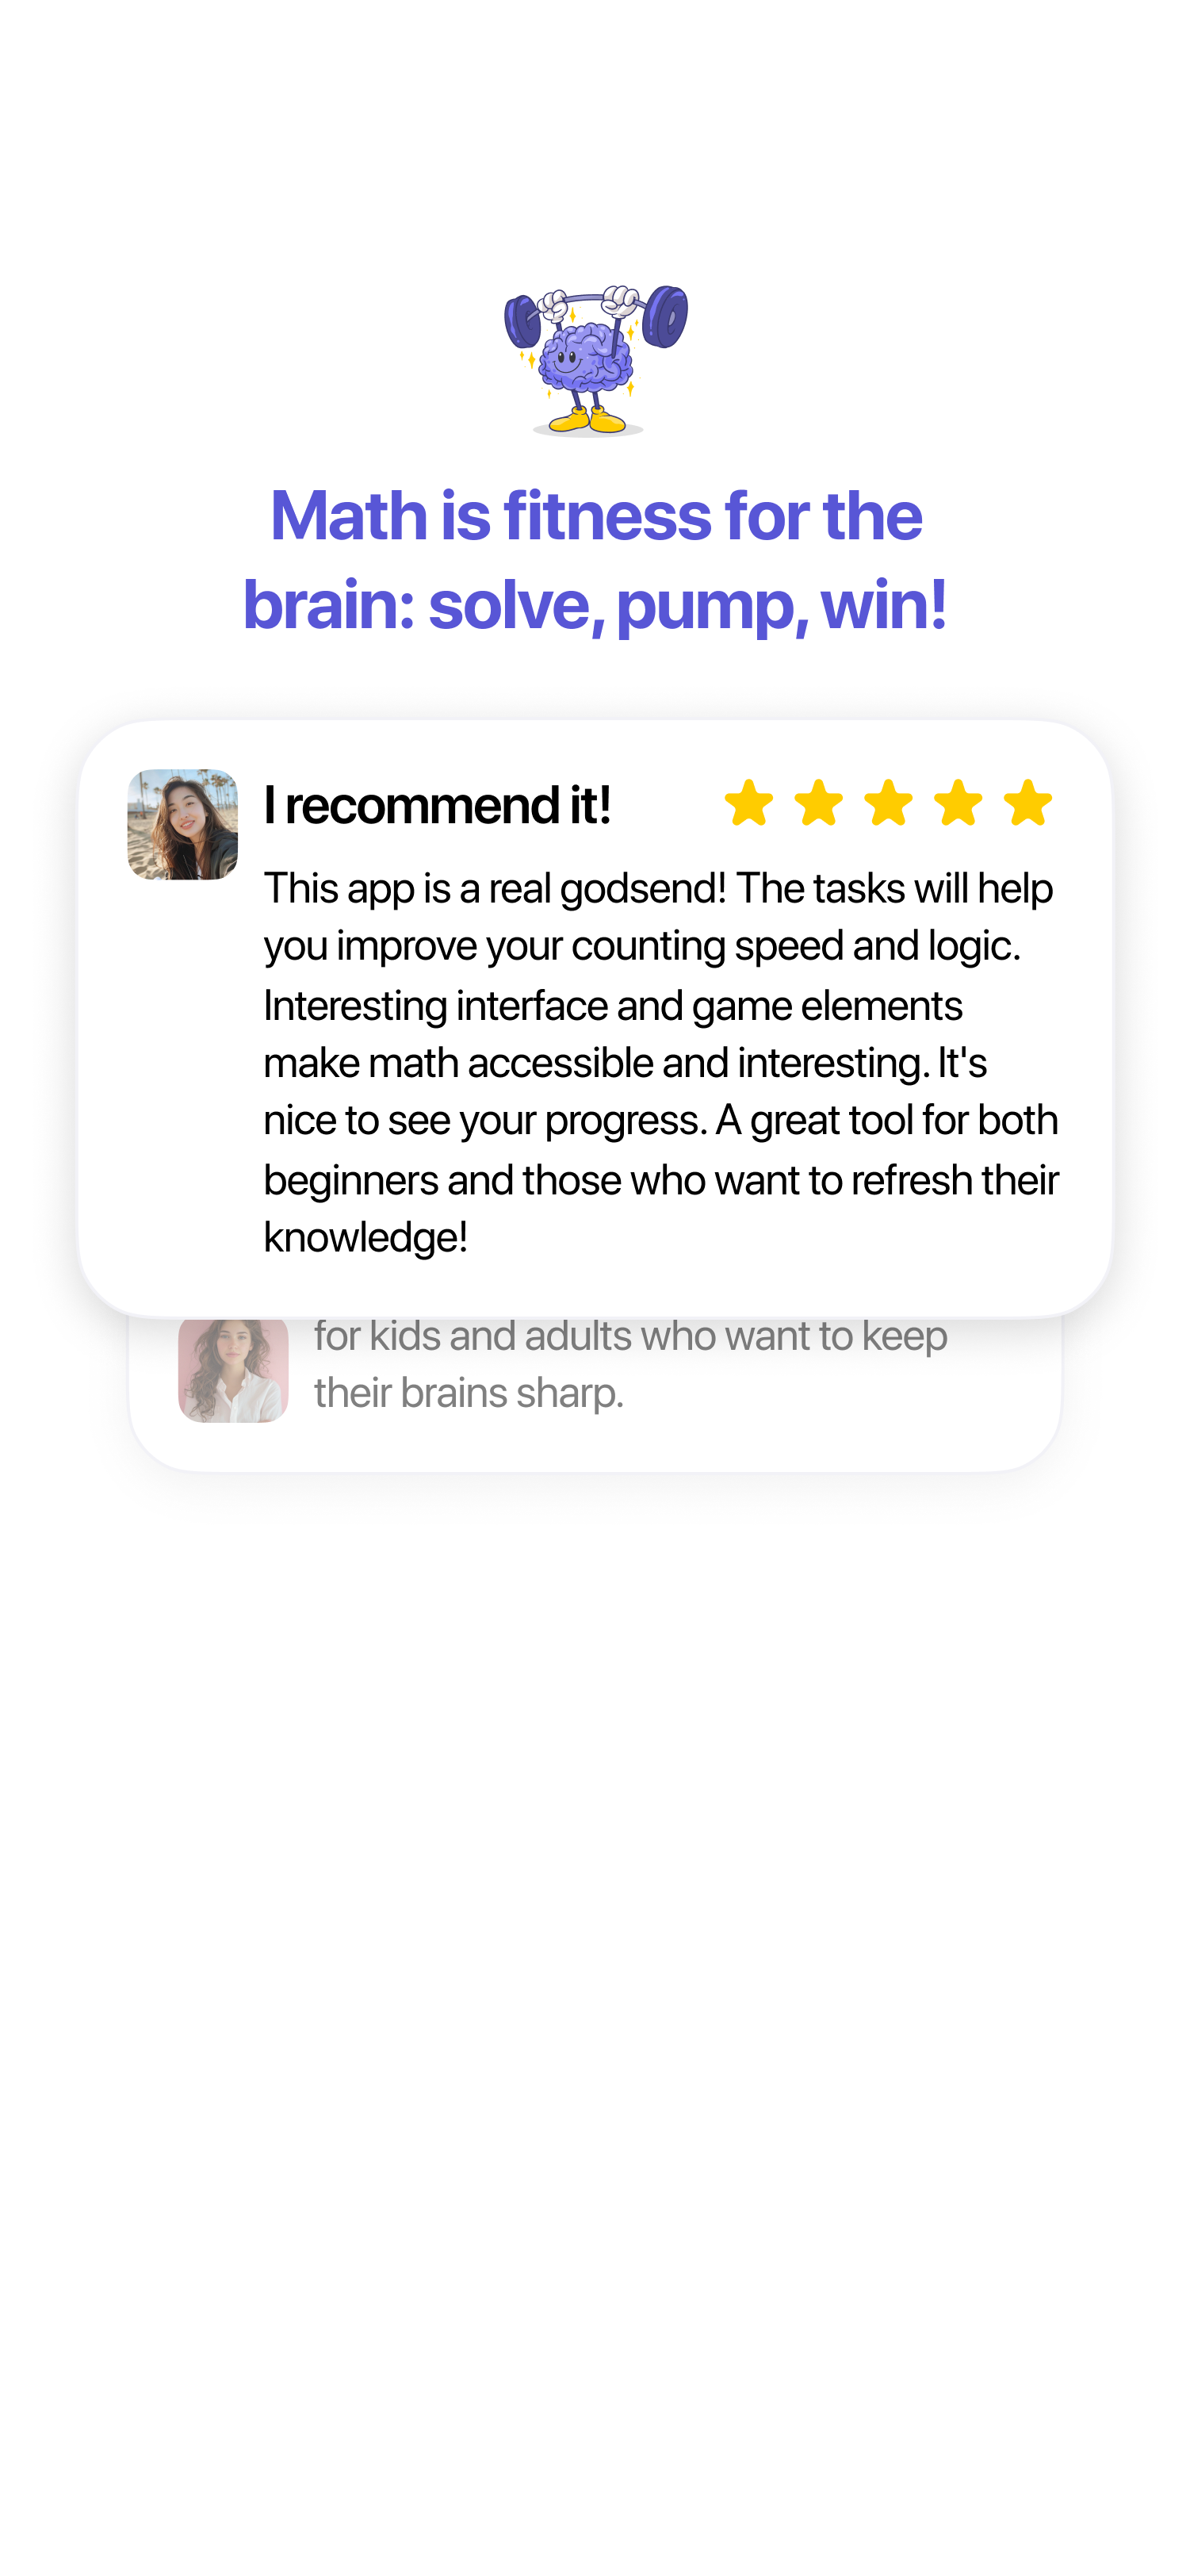 Math is fitness for the
brain: solve, pump, win!
I recommend it!
This app is a real godsend! The tasks will help
you improve your counting speed and logic.
Interesting interface and game elements
make math accessible and interesting. It's
nice to see your progress. A great tool for both
beginners and those who want to refresh their
knowledge!
for kids and adults who want to keep
their brains sharp.